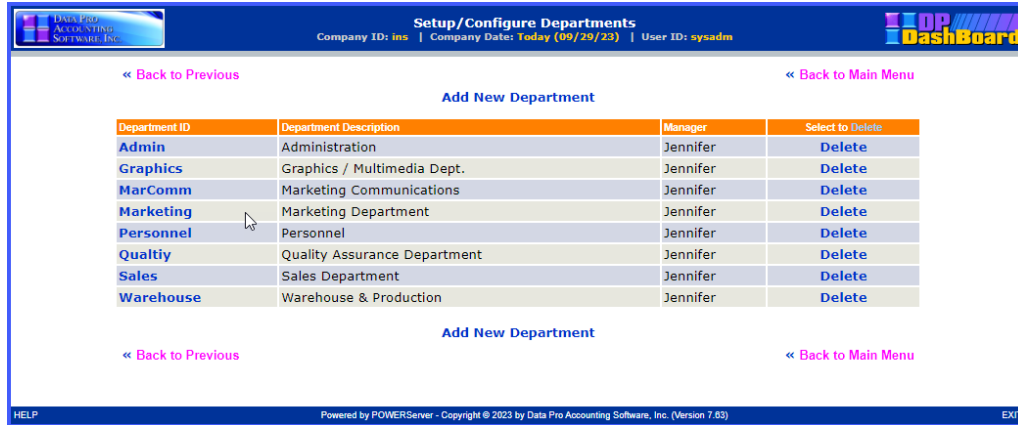 DATA PRO
ACCOUNTING
SOFTWARE, INC.
Setup/Configure Departments
Company ID: ins | Company Date: Today (09/29/23) | User ID: sysadm
DP
DashBoard
« Back to Previous
« Back to Main Menu
Add New Department
Department ID Department Description Manager Select to Delete
Admin Administration Jennifer Delete
Graphics Graphics / Multimedia Dept. Jennifer Delete
MarComm Marketing Communications Jennifer Delete
Marketing Marketing Department Jennifer Delete
Personnel Personnel Jennifer Delete
Qualtiy Quality Assurance Department Jennifer Delete
Sales Sales Department Jennifer Delete
Warehouse Warehouse & Production Jennifer Delete
Add New Department
« Back to Previous
« Back to Main Menu
HELP Powered by POWERServer - Copyright © 2023 by Data Pro Accounting Software, Inc. (Version 7.63) EXIT